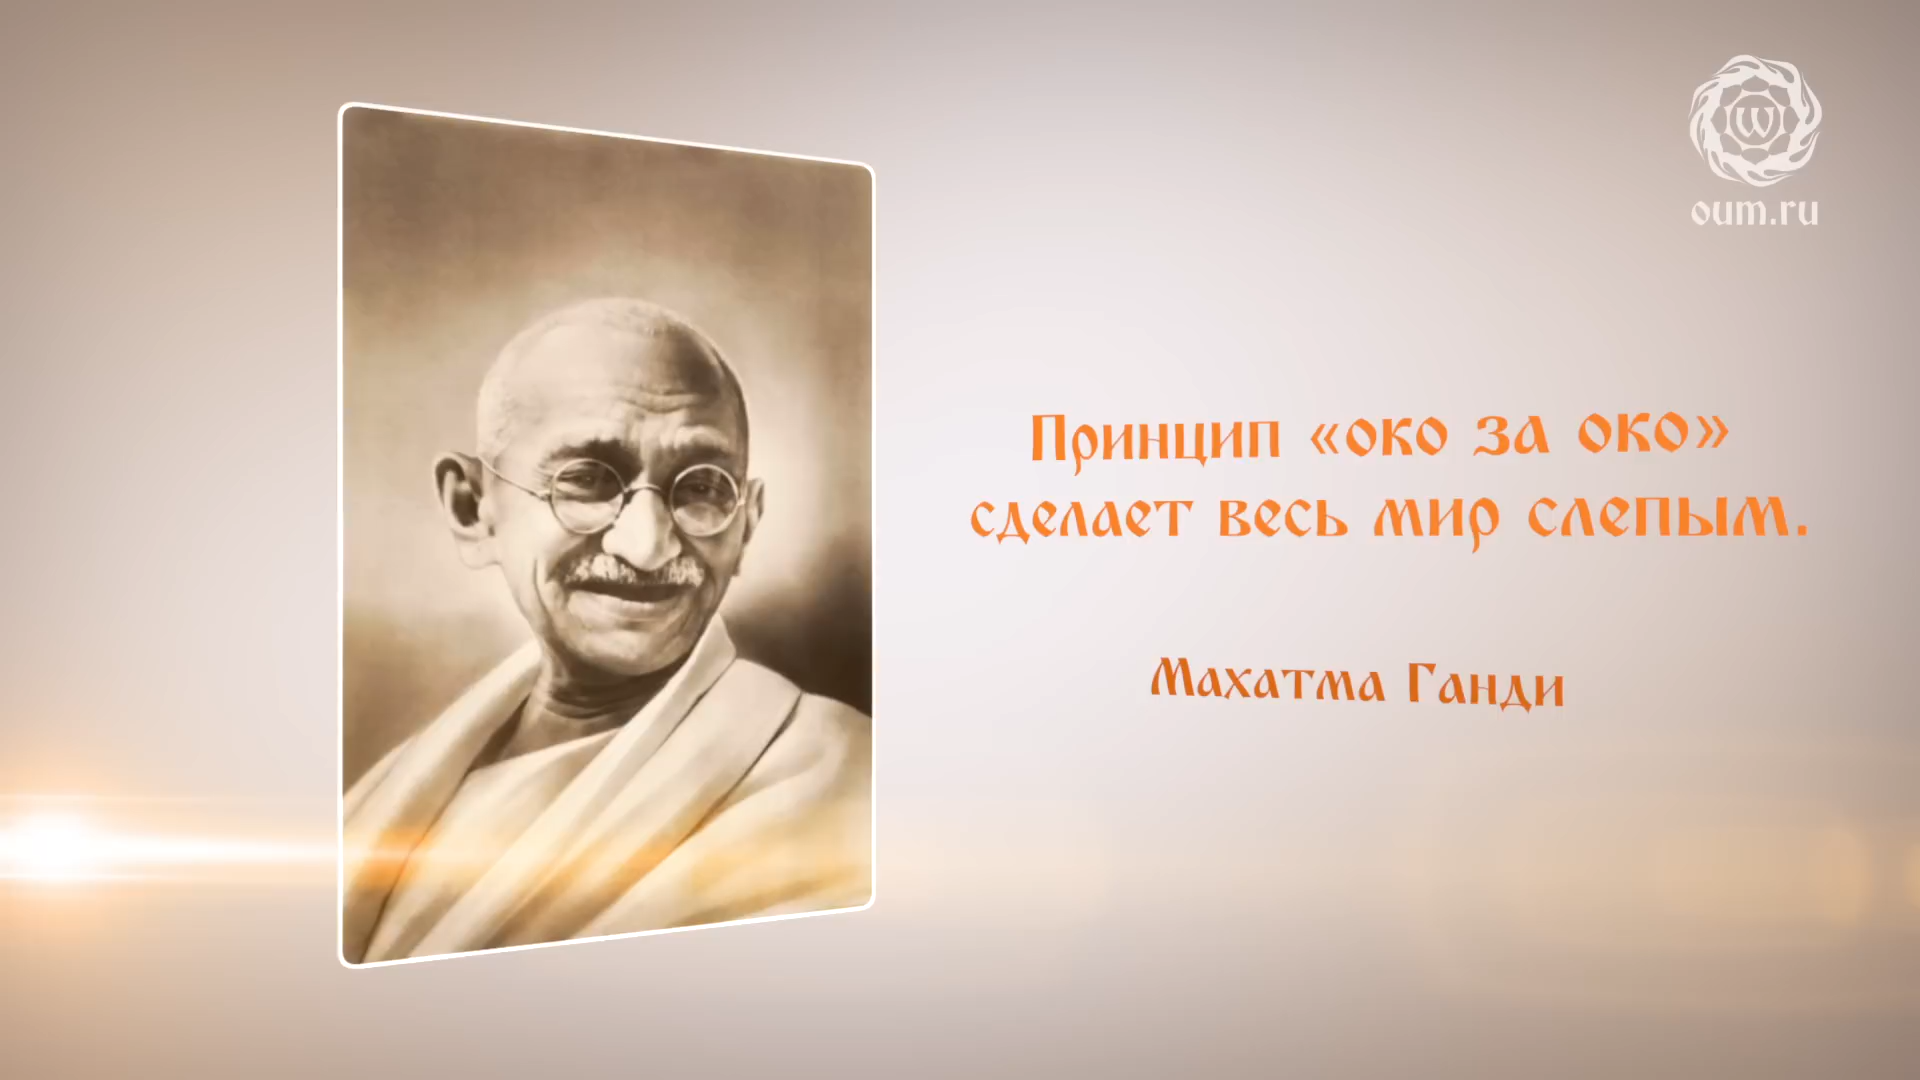 oum.ru
Принцип «око за око»
сделает весь мир слепым.
Махатма Ганди